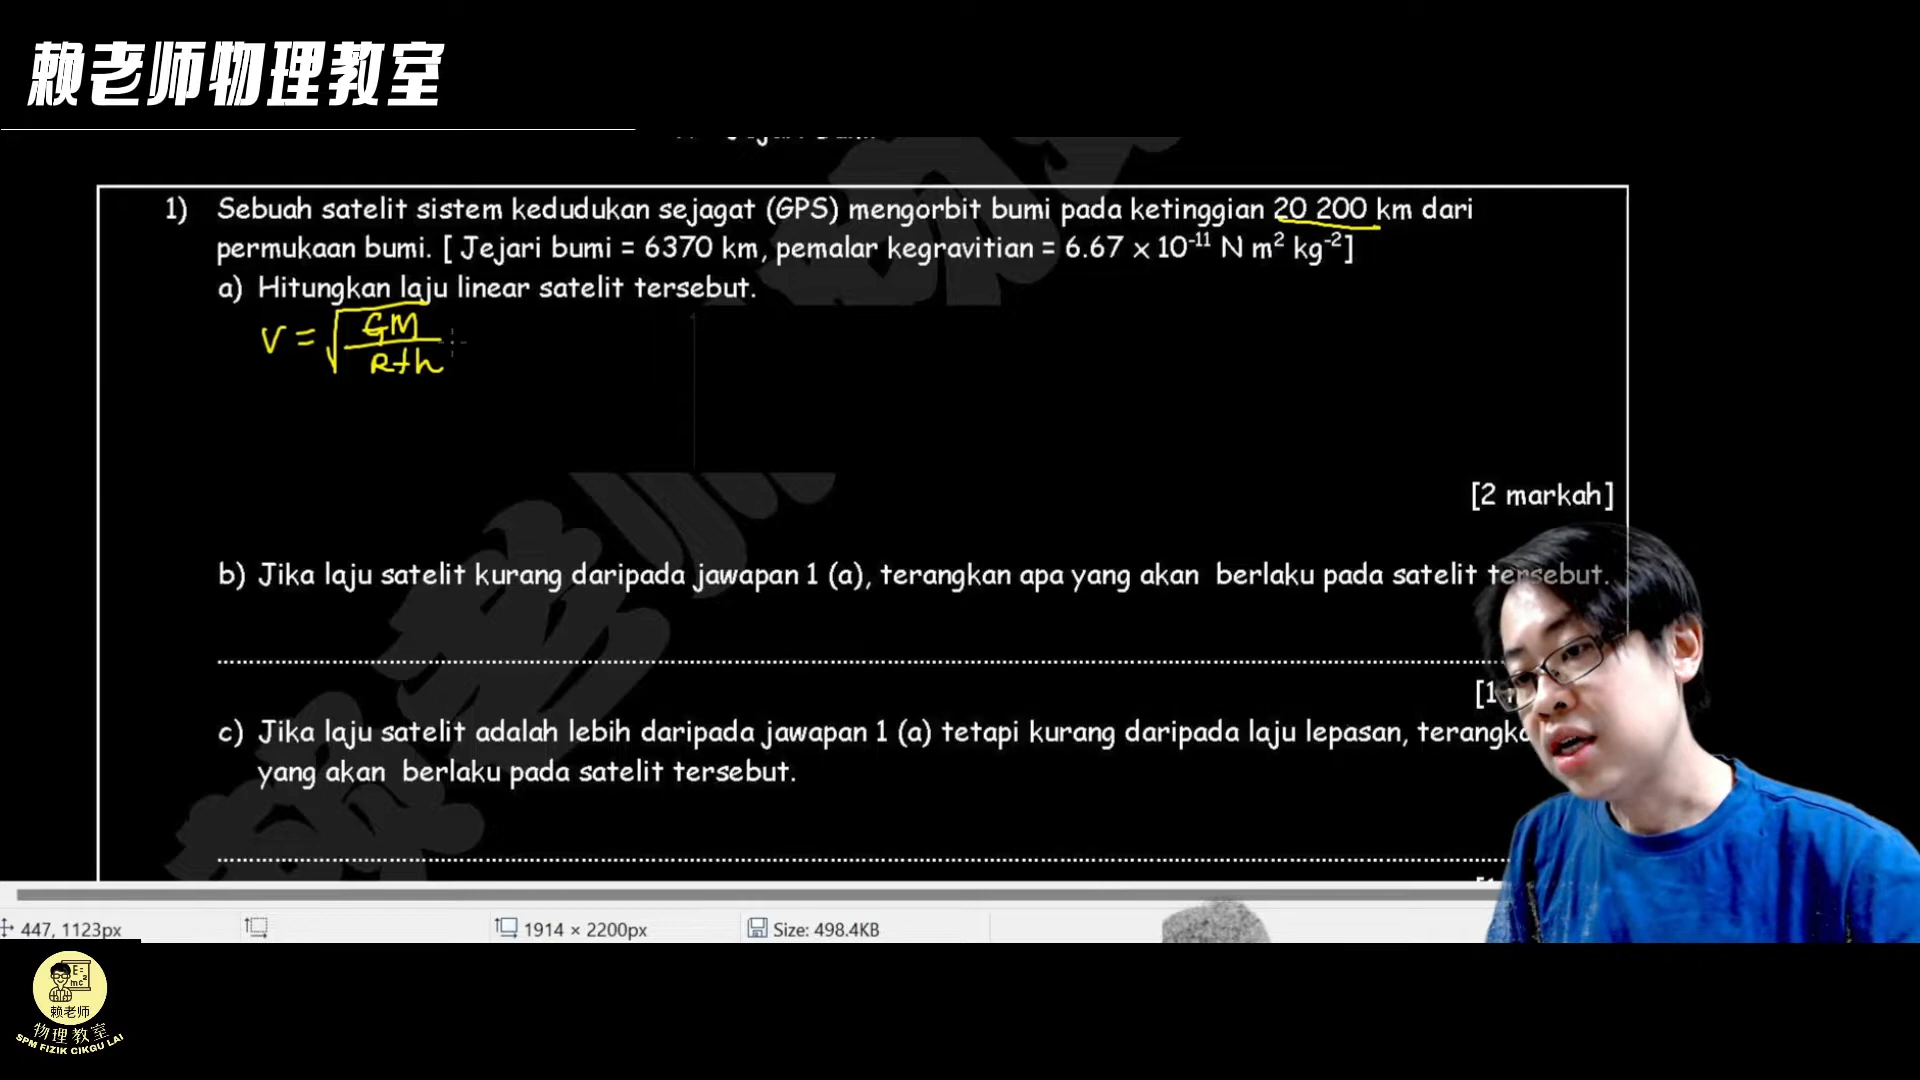 赖老师物理教室
1) Sebuah satelit sistem kedudukan sejagat (GPS) mengorbit bumi pada ketinggian 20 200 km dari
permukaan bumi. [ Jejari bumi = 6370 km, pemalar kegravitian = 6.67 x 10⁻¹¹ N m² kg⁻²]
a) Hitungkan laju linear satelit tersebut.
V = √(GM / R+h)
[2 markah]
b) Jika laju satelit kurang daripada jawapan 1 (a), terangkan apa yang akan berlaku pada satelit tersebut.
[1
c) Jika laju satelit adalah lebih daripada jawapan 1 (a) tetapi kurang daripada laju lepasan,
yang akan berlaku pada satelit tersebut.
447, 1123px
1914 × 2200px
Size: 498.4KB
E=
mc²
赖老师
物理教室
SPM FIZIK CIKGU LAI